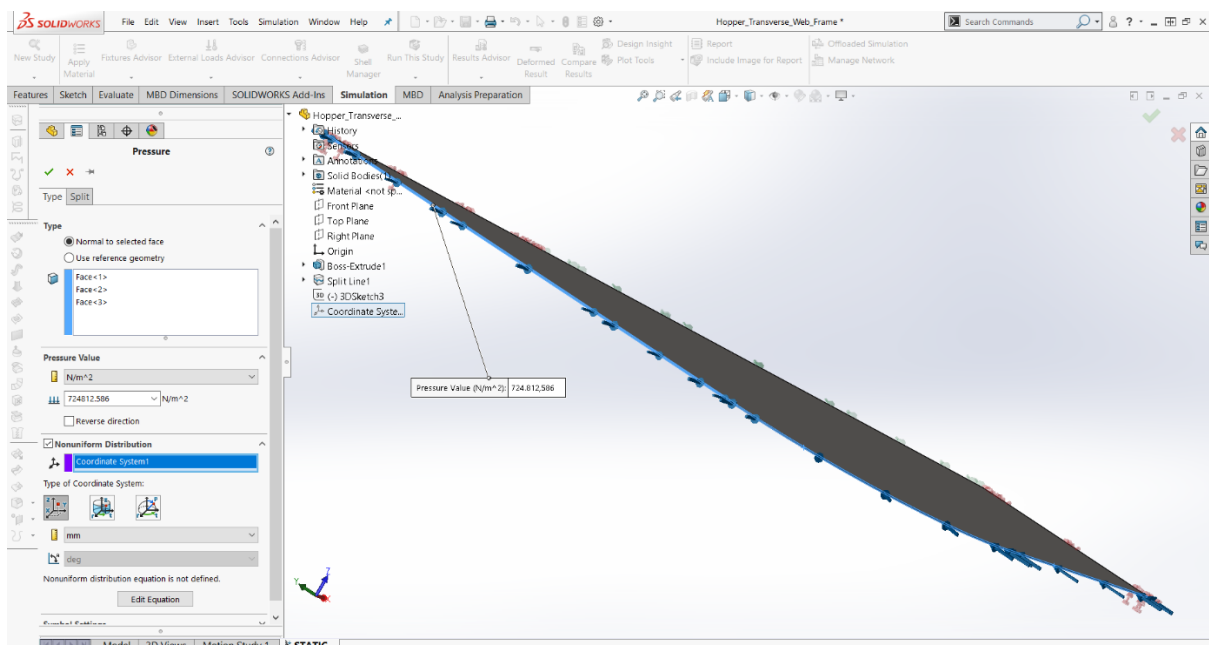 SOLIDWORKS File Edit View Insert Tools Simulation Window Help Hopper_Transverse_Web_Frame * Search Commands
New Study Apply Material Fixtures Advisor External Loads Advisor Connections Advisor Shell Manager Run This Study Results Advisor Deformed Result Compare Results Design Insight Plot Tools Report Include Image for Report Offloaded Simulation Manage Network
Features Sketch Evaluate MBD Dimensions SOLIDWORKS Add-Ins Simulation MBD Analysis Preparation
Pressure
Type Split
Type
Normal to selected face
Use reference geometry
Face<1>
Face<2>
Face<3>
Pressure Value
N/m^2
724812.586 N/m^2
Reverse direction
Nonuniform Distribution
Coordinate System1
Type of Coordinate System:
mm
deg
Nonuniform distribution equation is not defined.
Edit Equation
Symbol Settings
Hopper_Transverse_...
History
Sensors
Annotations
Solid Bodies(1)
Material <not sp...
Front Plane
Top Plane
Right Plane
Origin
Boss-Extrude1
Split Line1
(-) 3DSketch3
Coordinate Syste...
Pressure Value (N/m^2): 724.812,586
Y Z X
Model 3D Views Motion Study 1 STATIC